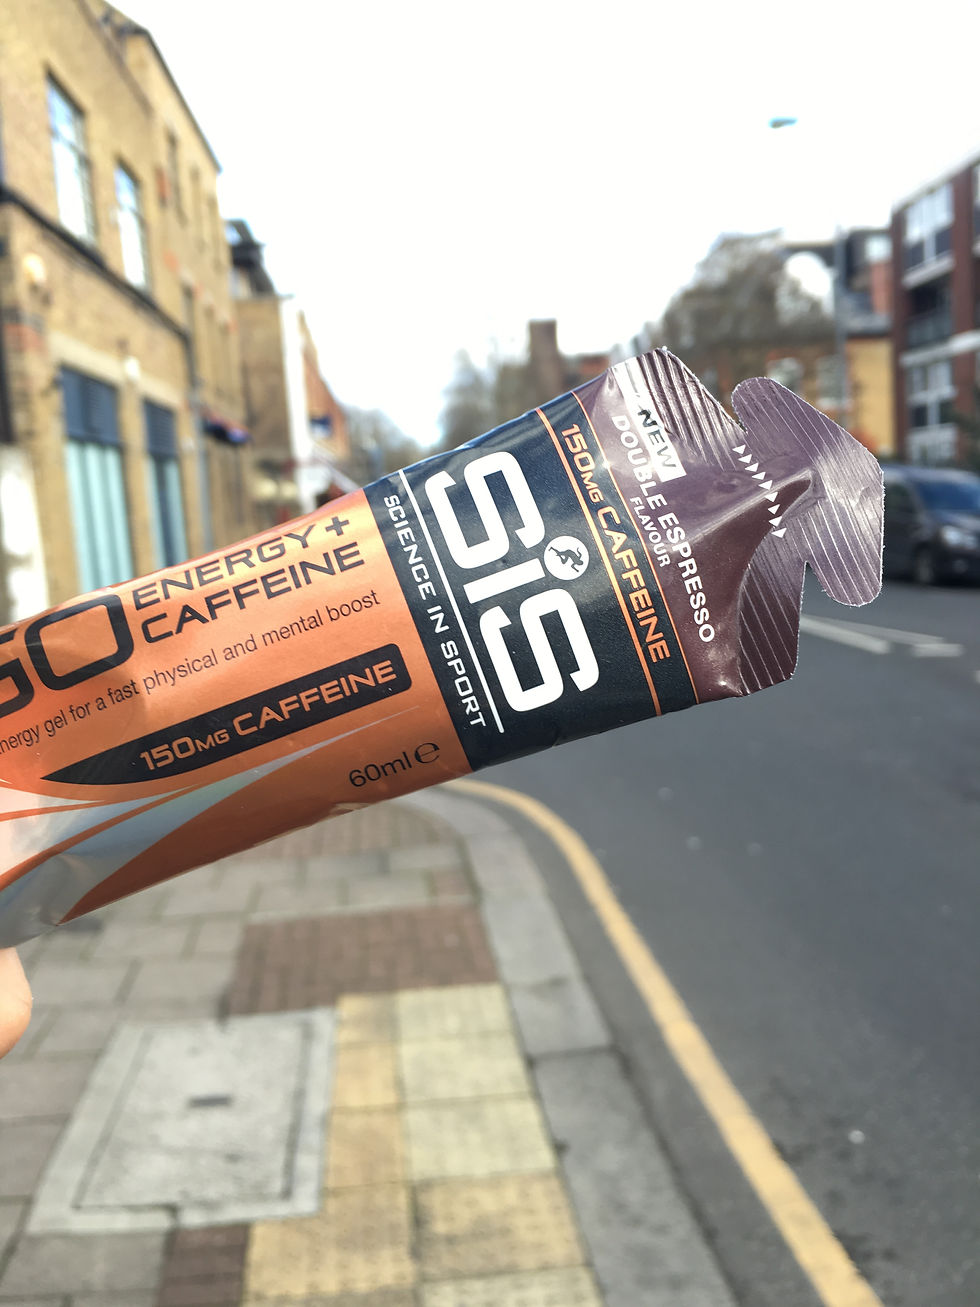 GO
ENERGY +
CAFFEINE
energy gel for a fast physical and mental boost
150MG CAFFEINE
60ml e
SCIENCE IN SPORT
SiS
150MG CAFFEINE
NEW
DOUBLE ESPRESSO
FLAVOUR